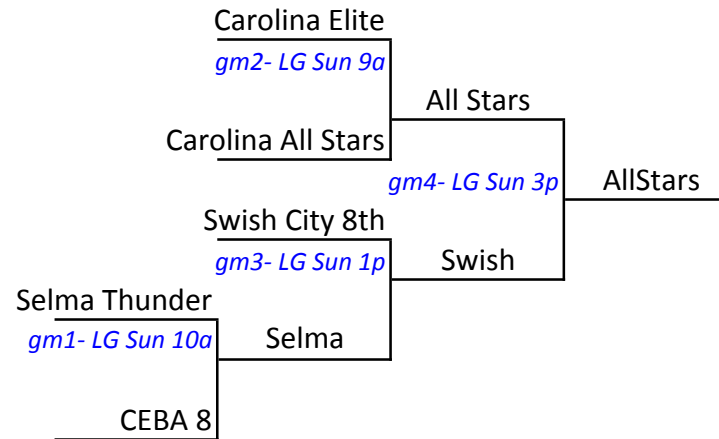 Carolina Elite
gm2- LG Sun 9a
All Stars
Carolina All Stars
gm4- LG Sun 3p
AllStars
Swish City 8th
gm3- LG Sun 1p
Swish
Selma Thunder
gm1- LG Sun 10a
Selma
CEBA 8